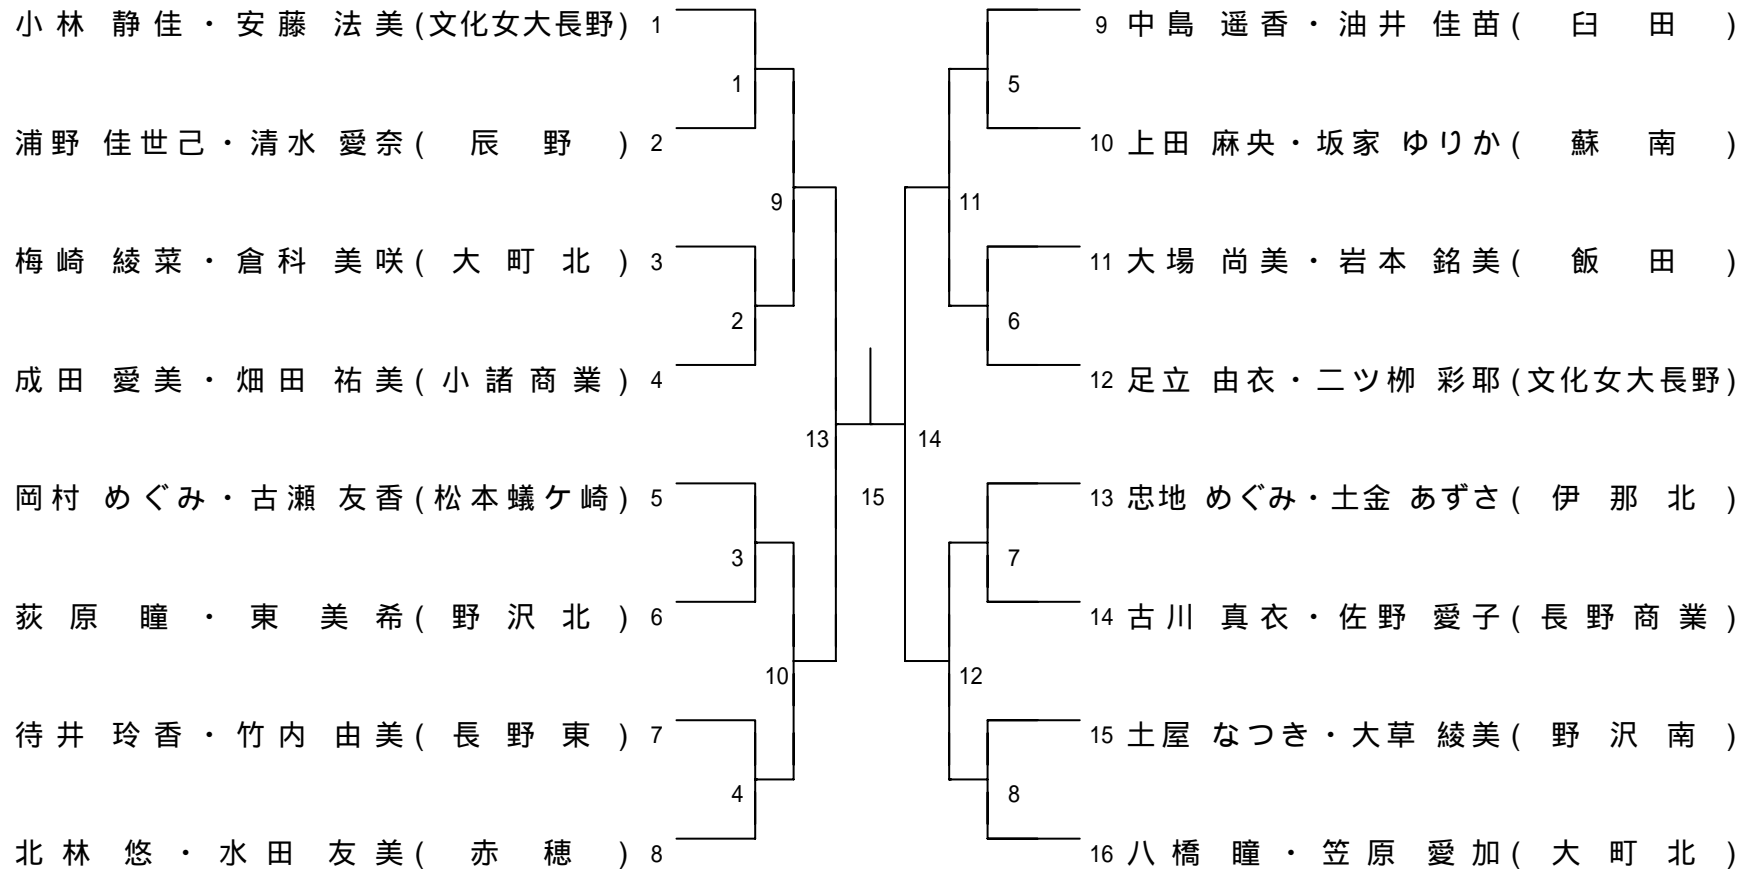 小林 静佳・安藤 法美(文化女大長野) 1
1
浦野 佳世己・清水 愛奈( 辰 野 ) 2
9
梅崎 綾菜・倉科 美咲( 大町北 ) 3
2
成田 愛美・畑田 祐美( 小諸商業 ) 4
13
岡村 めぐみ・古瀬 友香(松本蟻ケ崎) 5
3
荻原 瞳・東 美希( 野沢北 ) 6
10
待井 玲香・竹内 由美( 長野東 ) 7
4
北林 悠・水田 友美( 赤 穂 ) 8
15
9 中島 遥香・油井 佳苗( 臼 田 )
5
10 上田 麻央・坂家 ゆりか( 蘇 南 )
11
11 大場 尚美・岩本 銘美( 飯 田 )
6
12 足立 由衣・二ツ栁 彩耶(文化女大長野)
14
13 忠地 めぐみ・土金 あずさ( 伊那北 )
7
14 古川 真衣・佐野 愛子( 長野商業 )
12
15 土屋 なつき・大草 綾美( 野沢南 )
8
16 八橋 瞳・笠原 愛加( 大町北 )